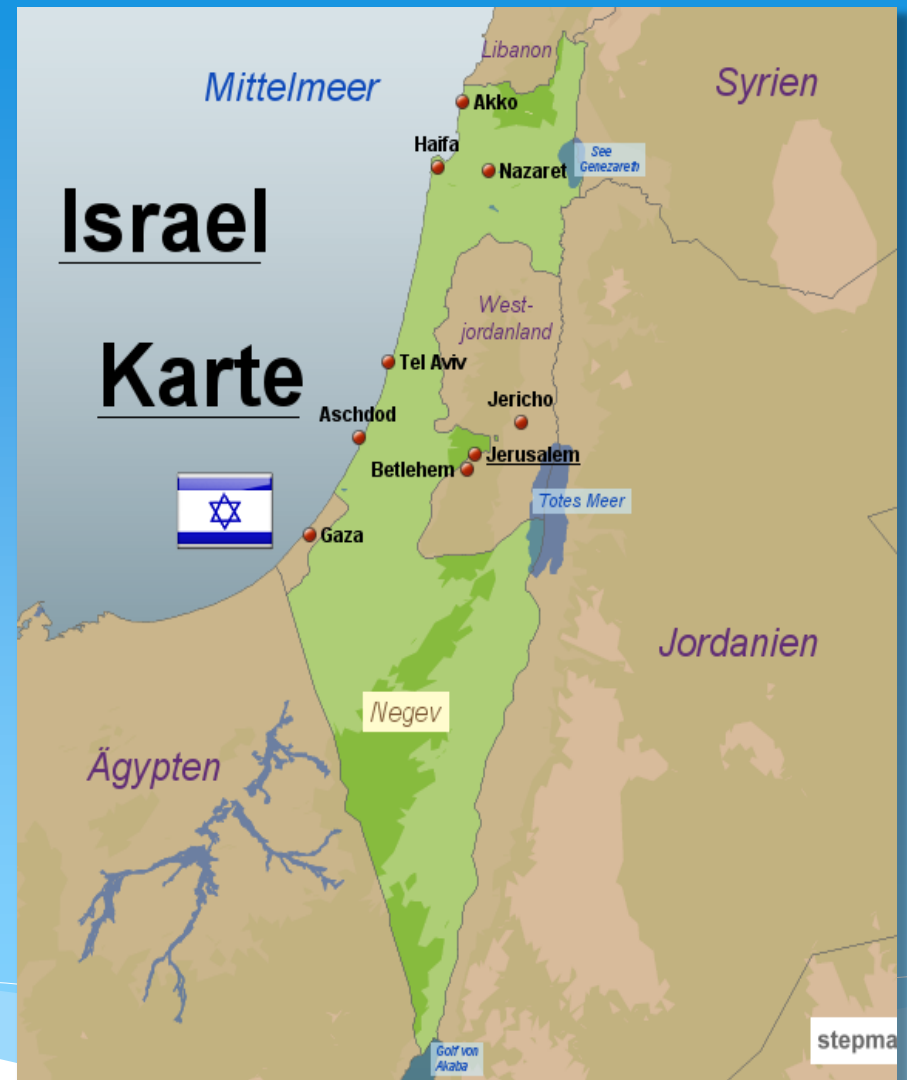 Libanon
Mittelmeer
Syrien
Akko
Haifa
See
Genezareth
Nazaret
Israel
West-
jordanland
Karte
Tel Aviv
Jericho
Aschdod
Jerusalem
Betlehem
Totes Meer
Gaza
Jordanien
Negev
Ägypten
stepma
Golf von
Akaba